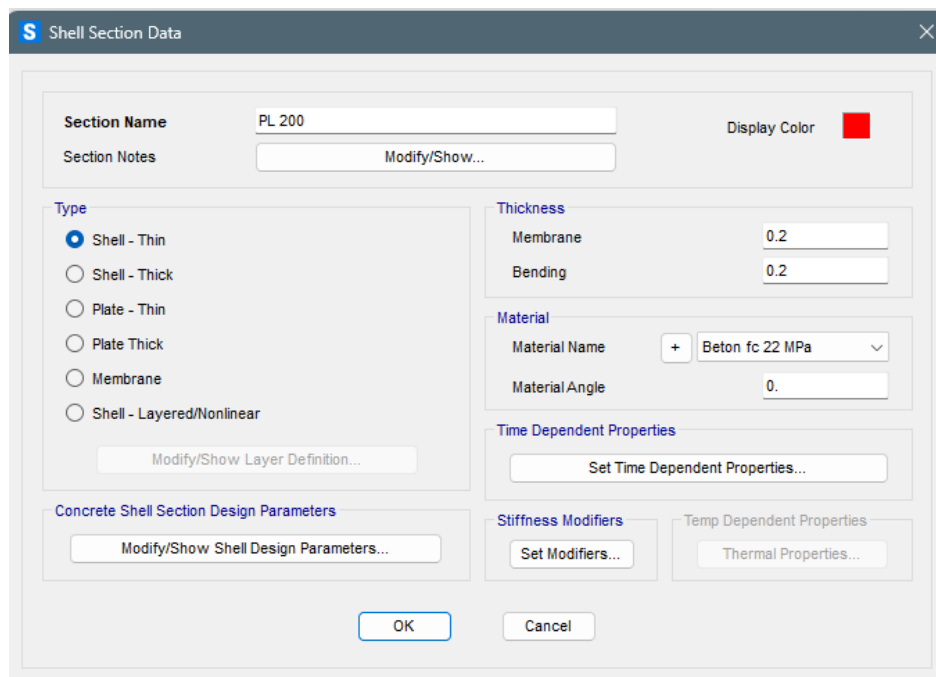 S Shell Section Data
Section Name PL 200 Display Color
Section Notes Modify/Show...
Type
Shell - Thin
Shell - Thick
Plate - Thin
Plate Thick
Membrane
Shell - Layered/Nonlinear
Modify/Show Layer Definition...
Thickness
Membrane 0.2
Bending 0.2
Material
Material Name + Beton fc 22 MPa
Material Angle 0.
Time Dependent Properties
Set Time Dependent Properties...
Concrete Shell Section Design Parameters
Modify/Show Shell Design Parameters...
Stiffness Modifiers
Set Modifiers...
Temp Dependent Properties
Thermal Properties...
OK Cancel